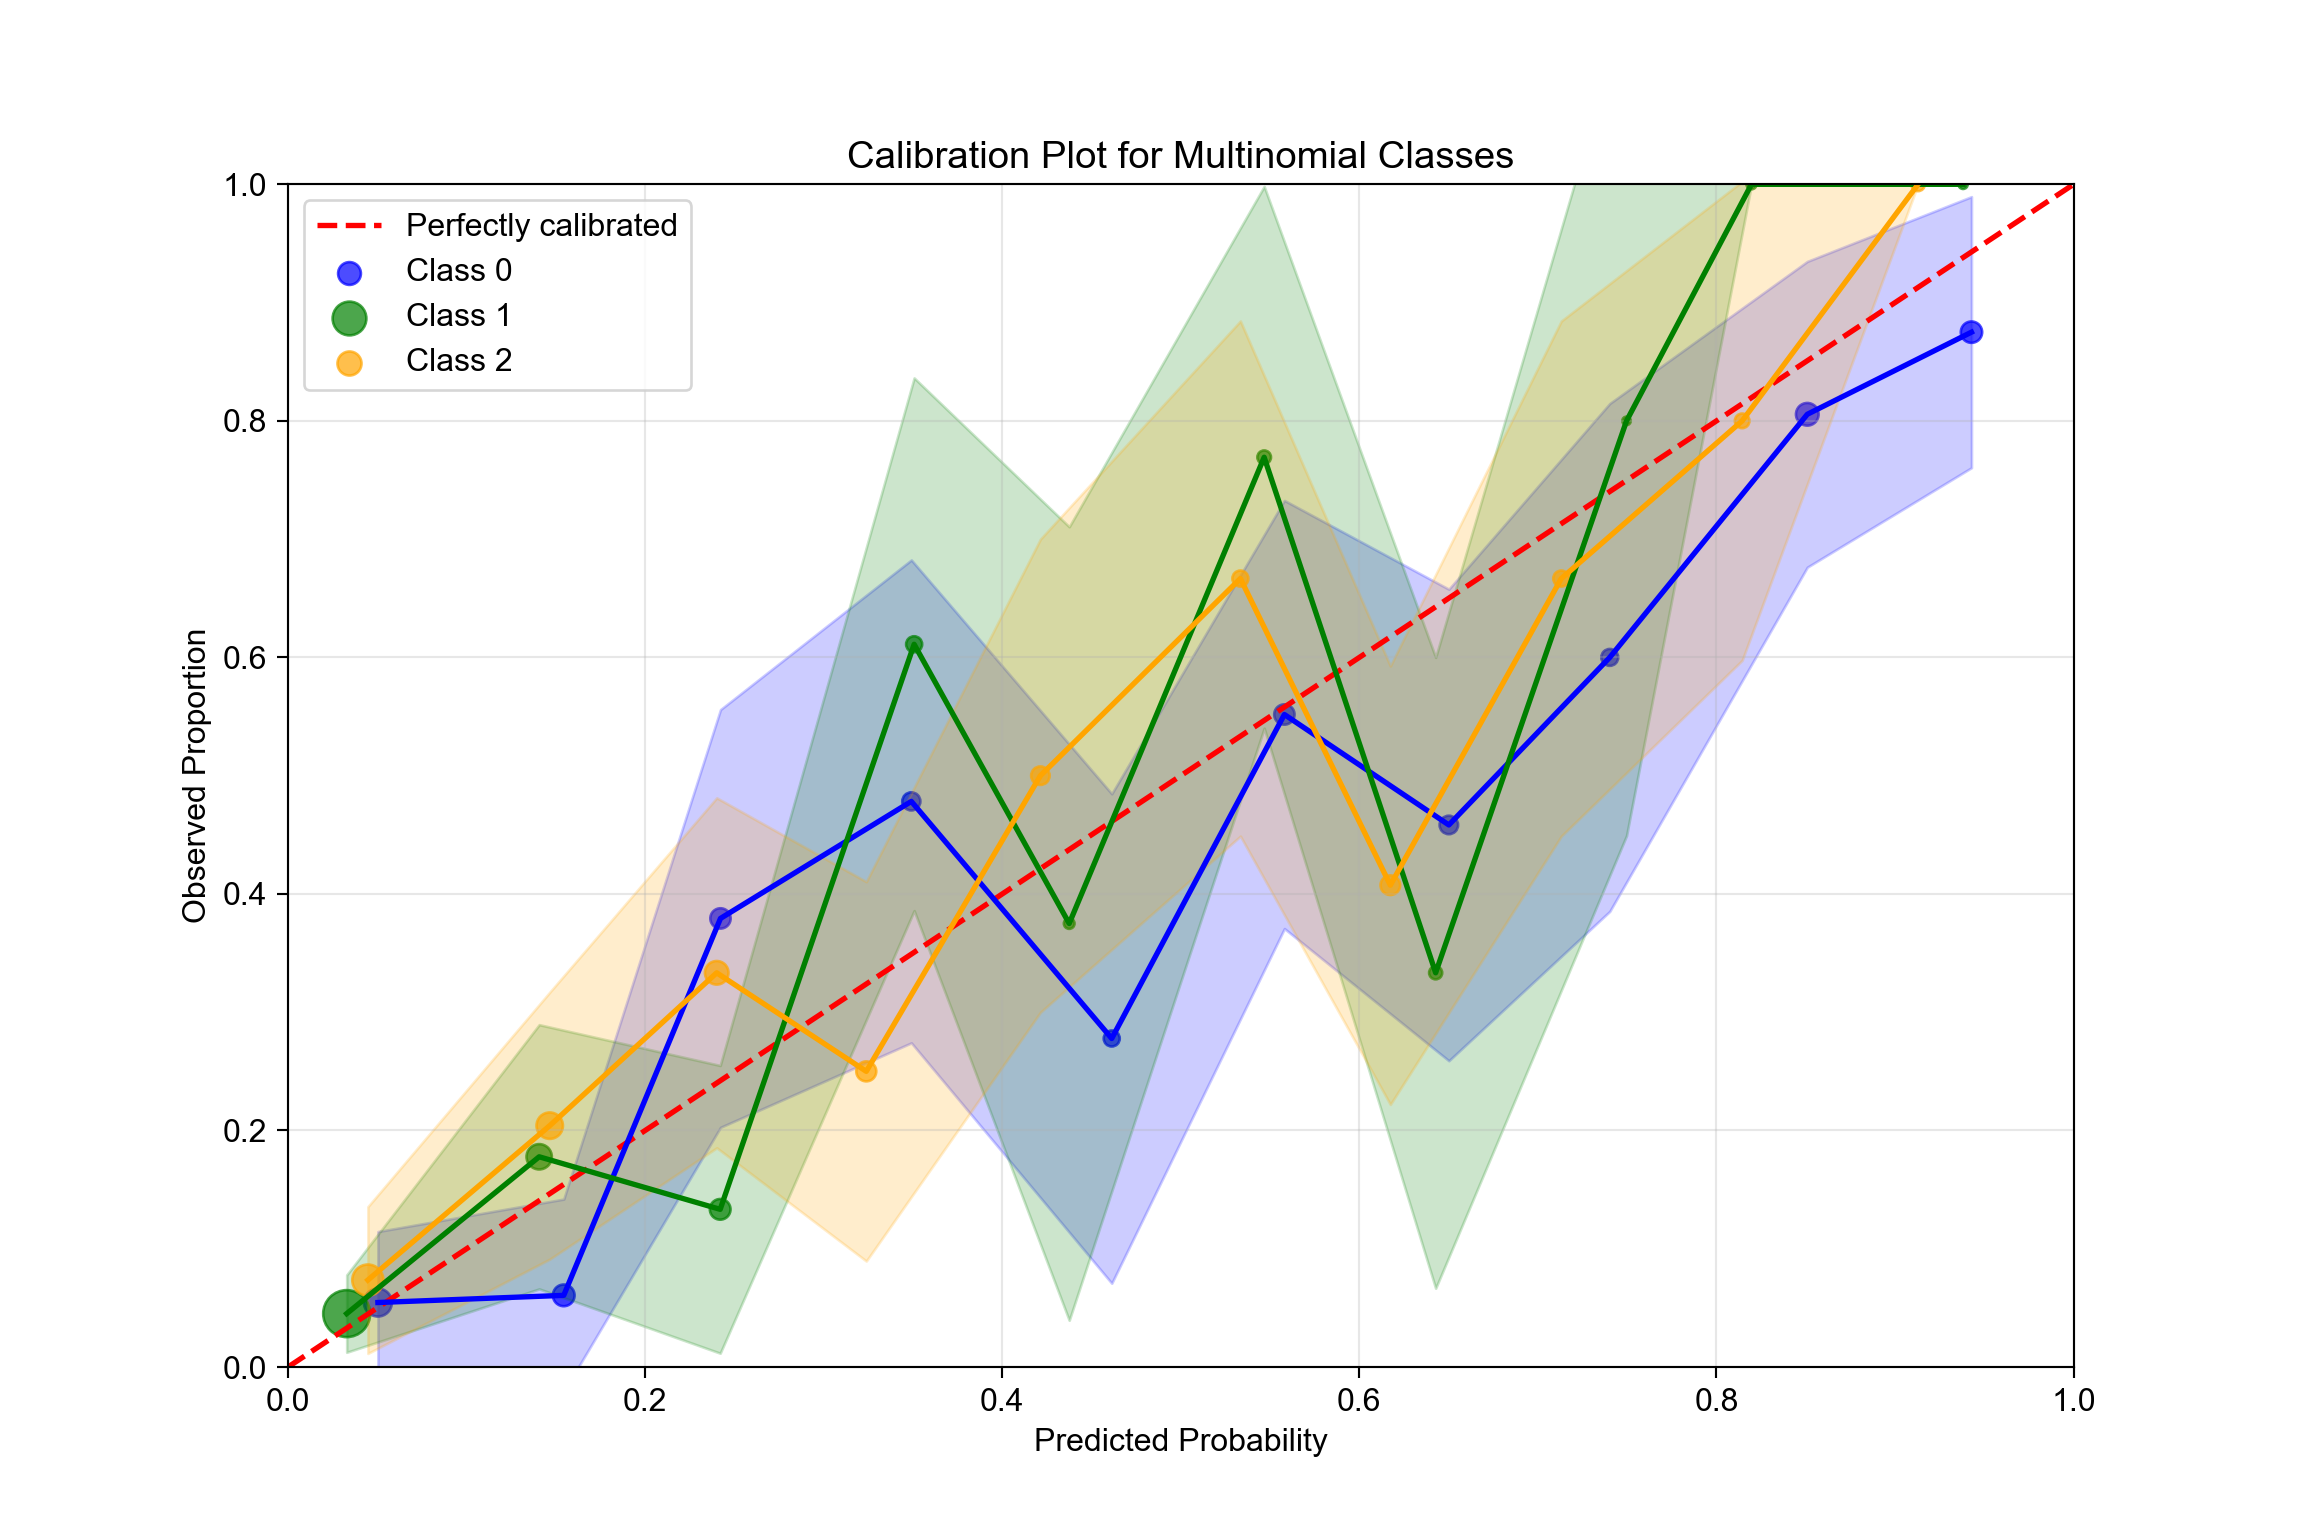 Calibration Plot for Multinomial Classes
1.0
0.8
0.6
0.4
0.2
0.0
Observed Proportion
Perfectly calibrated
Class 0
Class 1
Class 2
0.0 0.2 0.4 0.6 0.8 1.0
Predicted Probability